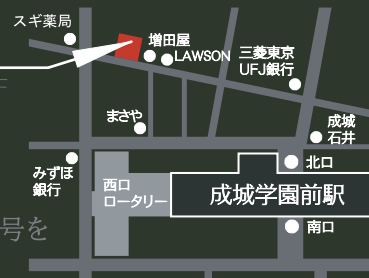 スギ薬局
増田屋
LAWSON
三菱東京
UFJ銀行
まさや
成城
石井
みずほ
銀行
西口
ロータリー
北口
成城学園前駅
南口
号を